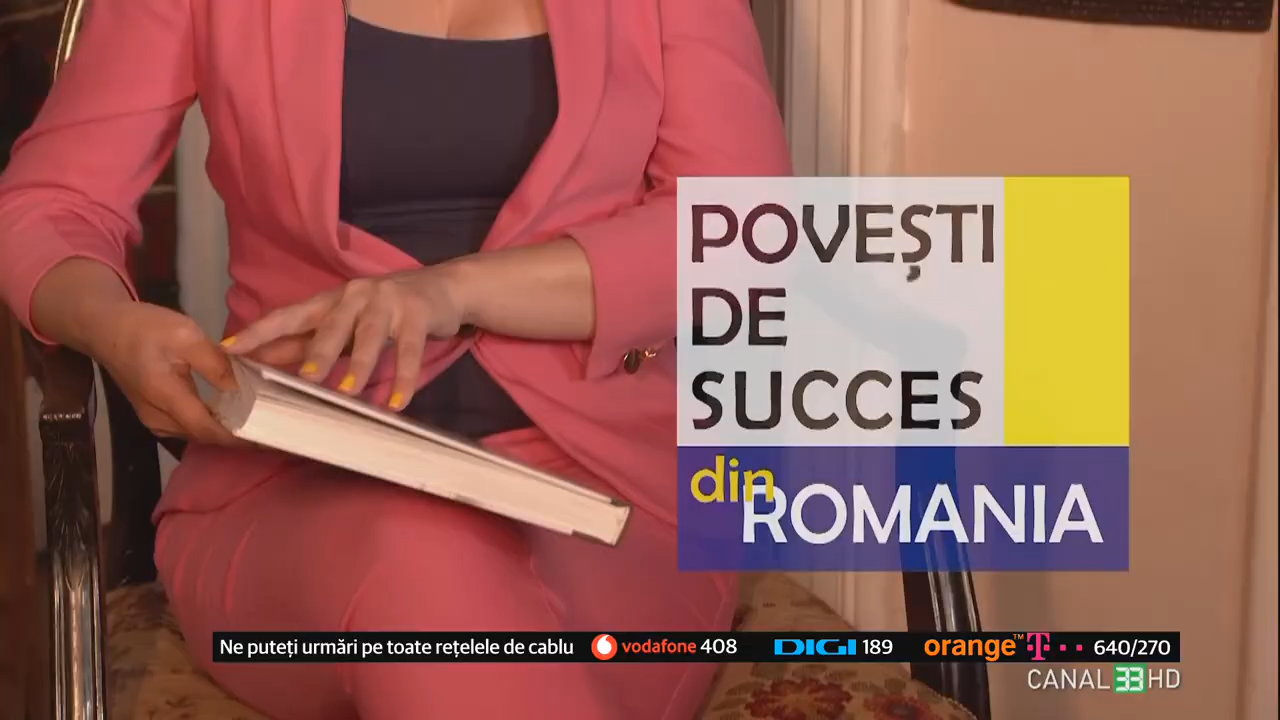 POVEȘTI
DE
SUCCES
din
ROMANIA
Ne puteți urmări pe toate rețelele de cablu vodafone 408 DIGI 189 orange™ T 640/270
CANAL 33 HD